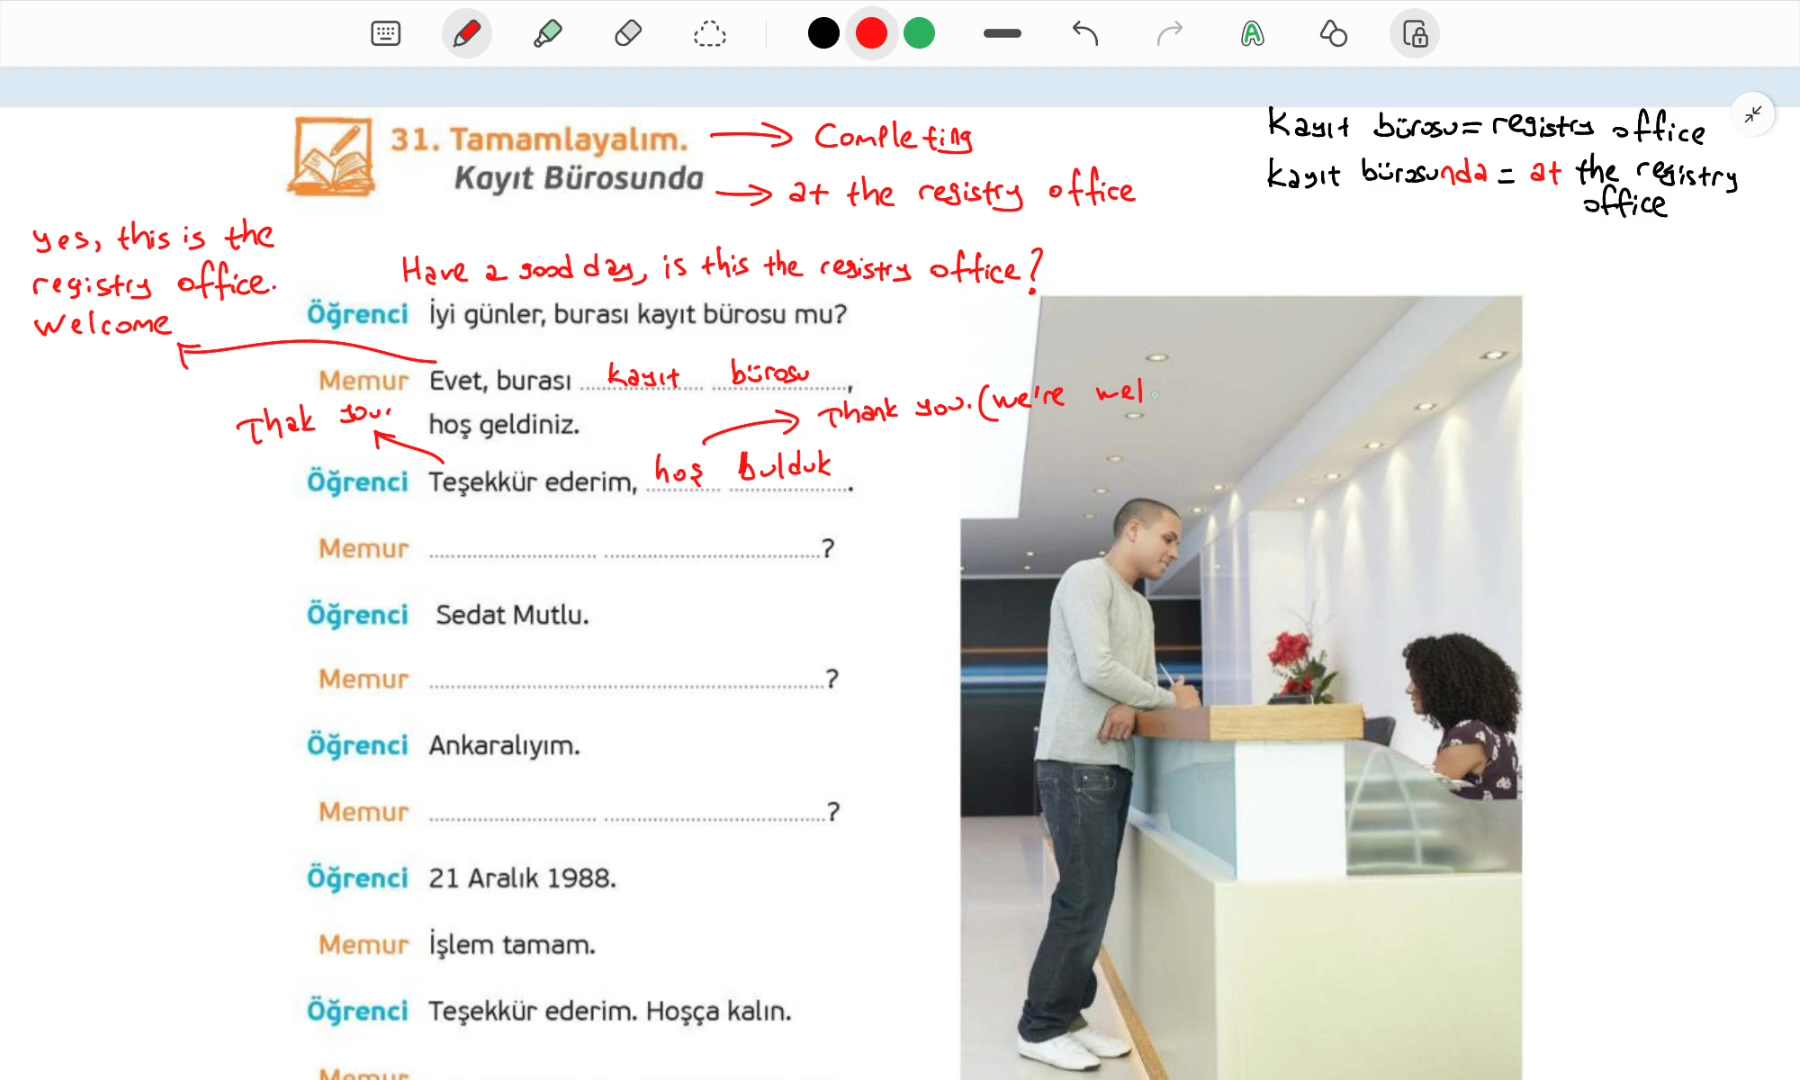 31. Tamamlayalım. Completing
Kayıt Bürosunda at the registry office
Kayıt bürosu = registry office
kayıt bürosunda = at the registry
office
yes, this is the
registry office.
welcome
Have a good day, is this the registry office?
Öğrenci İyi günler, burası kayıt bürosu mu?
Memur Evet, burası kayıt bürosu,
hoş geldiniz.
Thak you.
Thank you. (we're wel
Öğrenci Teşekkür ederim, hoş bulduk.
Memur ?
Öğrenci Sedat Mutlu.
Memur ?
Öğrenci Ankaralıyım.
Memur ?
Öğrenci 21 Aralık 1988.
Memur İşlem tamam.
Öğrenci Teşekkür ederim. Hoşça kalın.
Memur